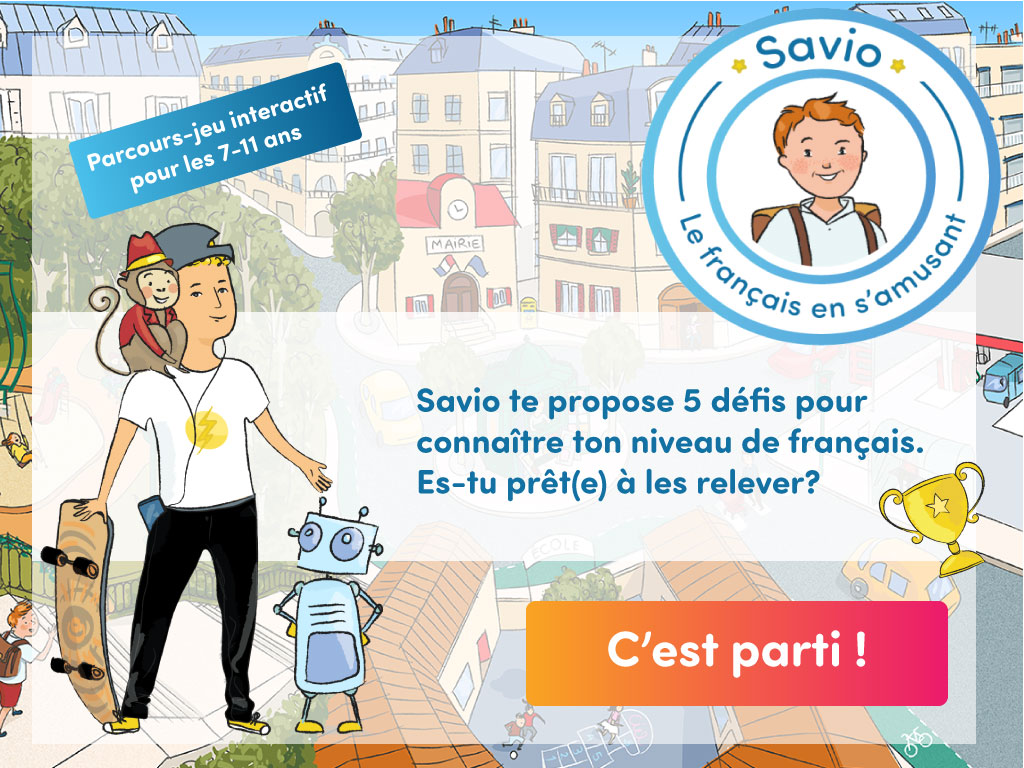 Parcours-jeu interactif
pour les 7-11 ans
Savio
Le français en s’amusant
MAIRIE
Savio te propose 5 défis pour
connaître ton niveau de français.
Es-tu prêt(e) à les relever?
ÉCOLE
C’est parti !